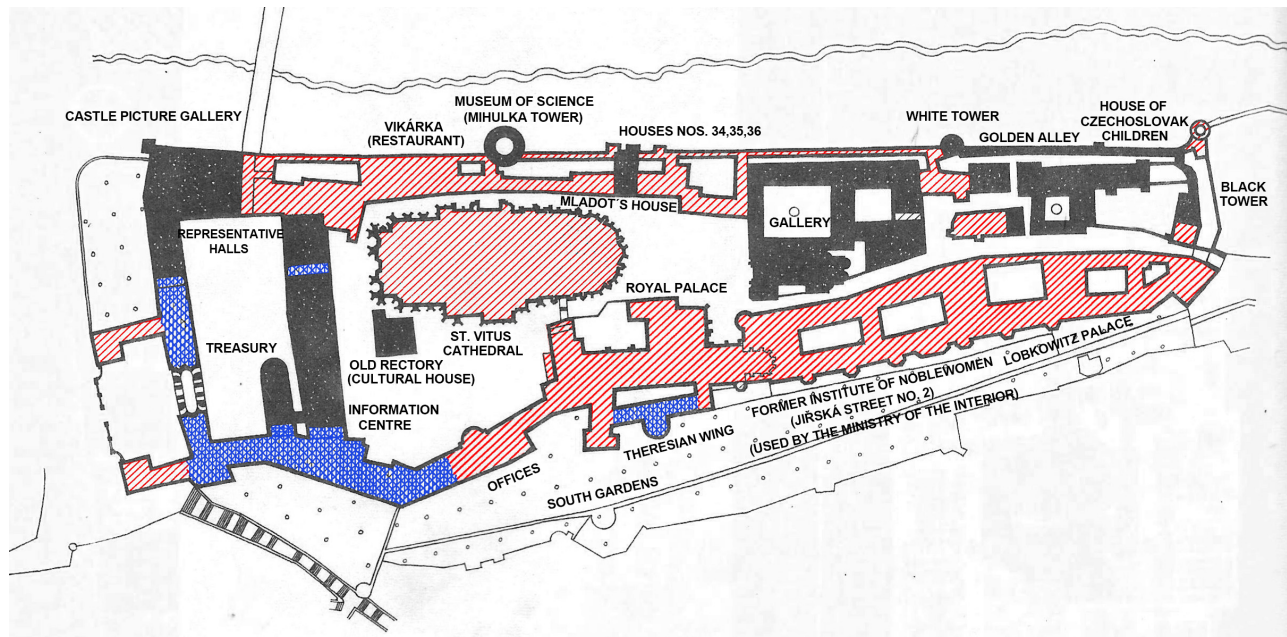 CASTLE PICTURE GALLERY
VIKÁRKA
(RESTAURANT)
MUSEUM OF SCIENCE
(MIHULKA TOWER)
HOUSES NOS. 34,35,36
WHITE TOWER
GOLDEN ALLEY
HOUSE OF
CZECHOSLOVAK
CHILDREN
BLACK
TOWER
MLADOT´S HOUSE
GALLERY
REPRESENTATIVE
HALLS
ROYAL PALACE
TREASURY
ST. VITUS
CATHEDRAL
OLD RECTORY
(CULTURAL HOUSE)
INFORMATION
CENTRE
OFFICES
SOUTH GARDENS
THERESIAN WING
FORMER INSTITUTE OF NOBLEWOMEN
(JIŘSKÁ STREET NO. 2)
(USED BY THE MINISTRY OF THE INTERIOR)
LOBKOWITZ PALACE